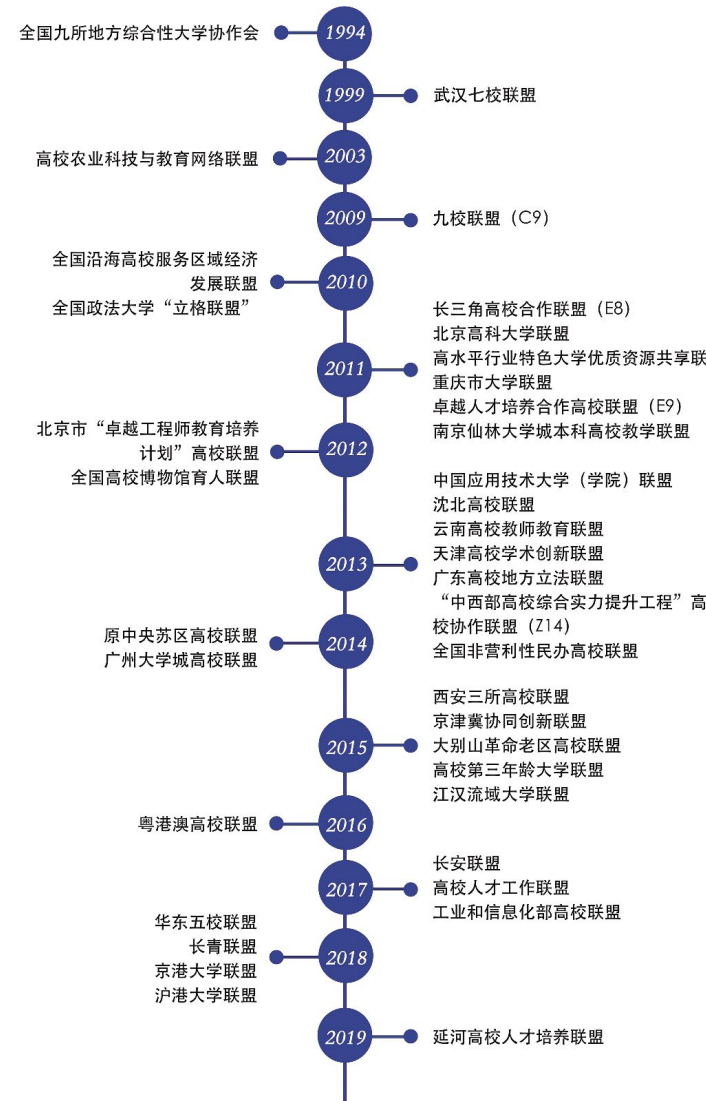 全国九所地方综合性大学协作会
1994
1999
武汉七校联盟
高校农业科技与教育网络联盟
2003
2009
九校联盟（C9）
全国沿海高校服务区域经济
发展联盟
全国政法大学“立格联盟”
2010
长三角高校合作联盟（E8）
北京高科大学联盟
高水平行业特色大学优质资源共享联
重庆市大学联盟
卓越人才培养合作高校联盟（E9）
南京仙林大学城本科高校教学联盟
2011
北京市“卓越工程师教育培养
计划”高校联盟
全国高校博物馆育人联盟
2012
中国应用技术大学（学院）联盟
沈北高校联盟
云南高校教师教育联盟
天津高校学术创新联盟
广东高校地方立法联盟
“中西部高校综合实力提升工程”高
校协作联盟（Z14）
全国非营利性民办高校联盟
2013
原中央苏区高校联盟
广州大学城高校联盟
2014
西安三所高校联盟
京津冀协同创新联盟
大别山革命老区高校联盟
高校第三年龄大学联盟
江汉流域大学联盟
2015
粤港澳高校联盟
2016
长安联盟
高校人才工作联盟
工业和信息化部高校联盟
2017
华东五校联盟
长青联盟
京港大学联盟
沪港大学联盟
2018
2019
延河高校人才培养联盟